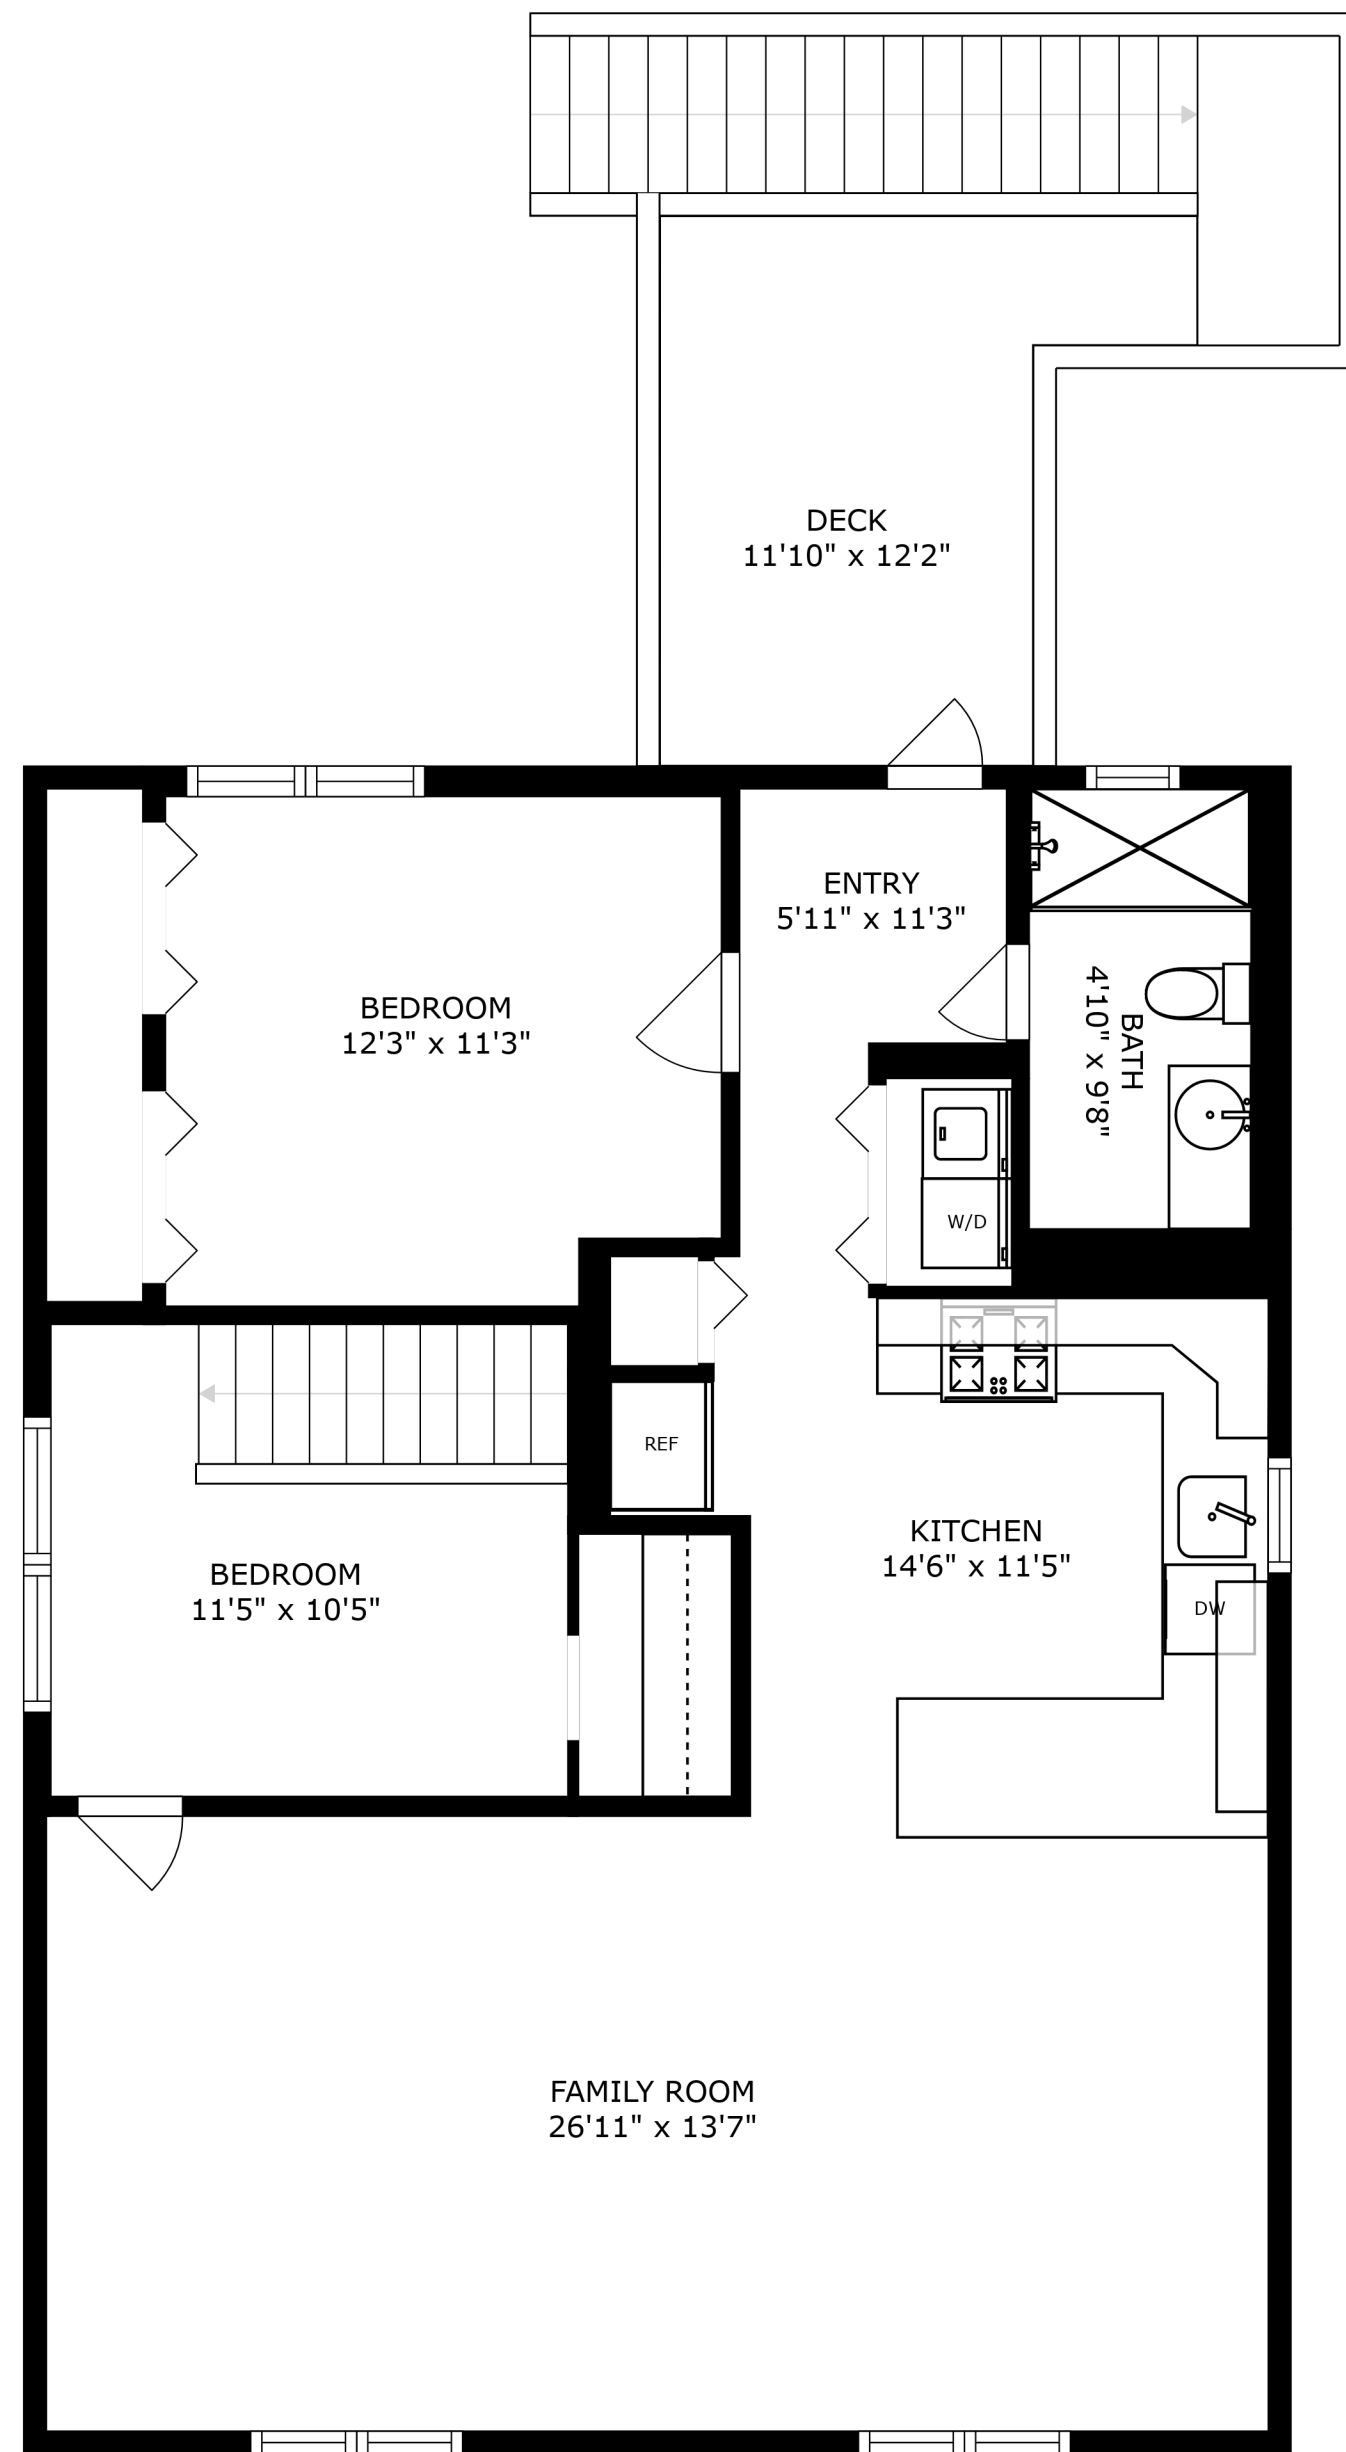 DECK
11'10" x 12'2"
ENTRY
5'11" x 11'3"
BEDROOM
12'3" x 11'3"
BATH
4'10" x 9'8"
W/D
REF
KITCHEN
14'6" x 11'5"
BEDROOM
11'5" x 10'5"
DW
FAMILY ROOM
26'11" x 13'7"